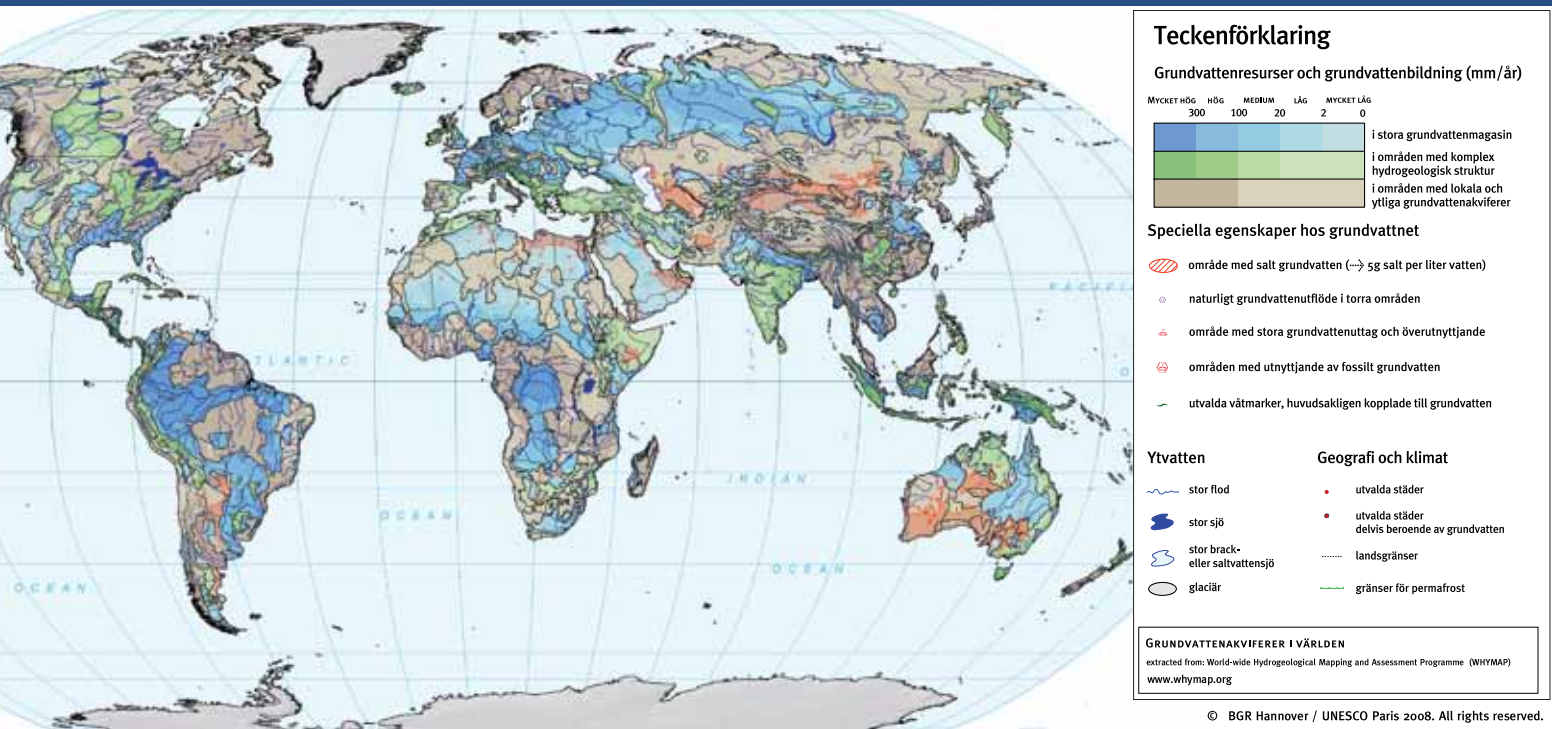 ATLANTIC
OCEAN
OCEAN
INDIAN
OCEAN
PACIFI
O
Teckenförklaring
Grundvattenresurser och grundvattenbildning (mm/år)
MYCKET HÖG HÖG MEDIUM LÅG MYCKET LÅG
300 100 20 2 0
i stora grundvattenmagasin
i områden med komplex
hydrogeologisk struktur
i områden med lokala och
ytliga grundvattenakviferer
Speciella egenskaper hos grundvattnet
område med salt grundvatten (----> 5g salt per liter vatten)
naturligt grundvattenutflöde i torra områden
område med stora grundvattenuttag och överutnyttjande
områden med utnyttjande av fossilt grundvatten
utvalda våtmarker, huvudsakligen kopplade till grundvatten
Ytvatten
stor flod
stor sjö
stor brack-
eller saltvattensjö
glaciär
Geografi och klimat
utvalda städer
utvalda städer
delvis beroende av grundvatten
landsgränser
gränser för permafrost
GRUNDVATTENAKVIFERER I VÄRLDEN
extracted from: World-wide Hydrogeological Mapping and Assessment Programme (WHYMAP)
www.whymap.org
© BGR Hannover / UNESCO Paris 2008. All rights reserved.